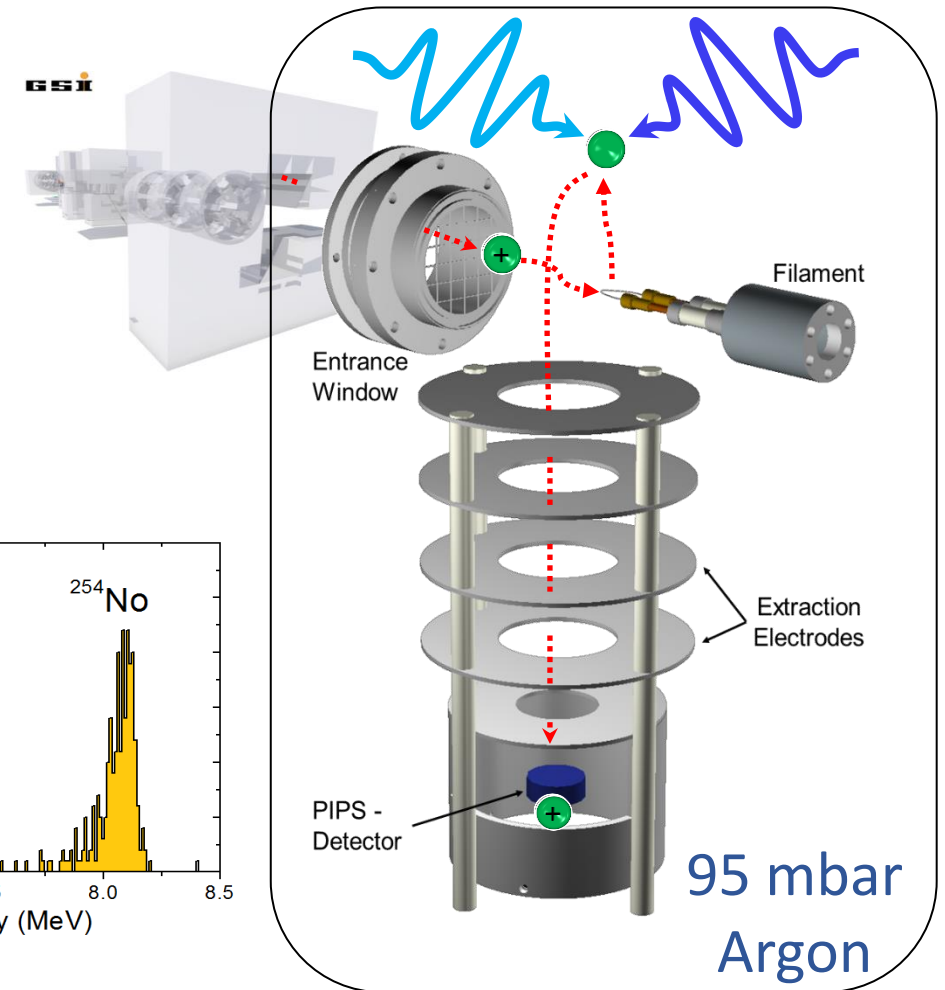 GSI
Filament
Entrance
Window
+
254No
Extraction
Electrodes
PIPS -
Detector
+
8.0
8.5
y (MeV)
95 mbar
Argon